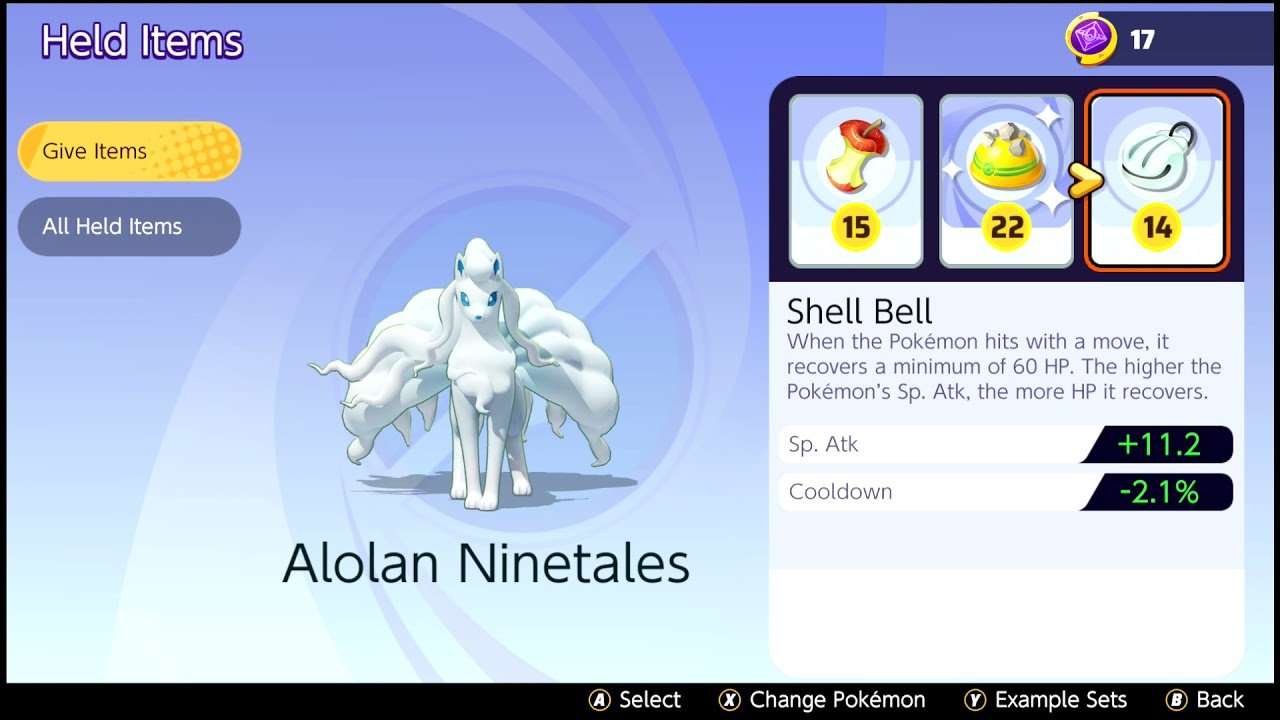 Held Items
17
Give Items
All Held Items
15
22
14
Shell Bell
When the Pokémon hits with a move, it
recovers a minimum of 60 HP. The higher the
Pokémon's Sp. Atk, the more HP it recovers.
Sp. Atk +11.2
Cooldown -2.1%
Alolan Ninetales
A Select X Change Pokémon Y Example Sets B Back